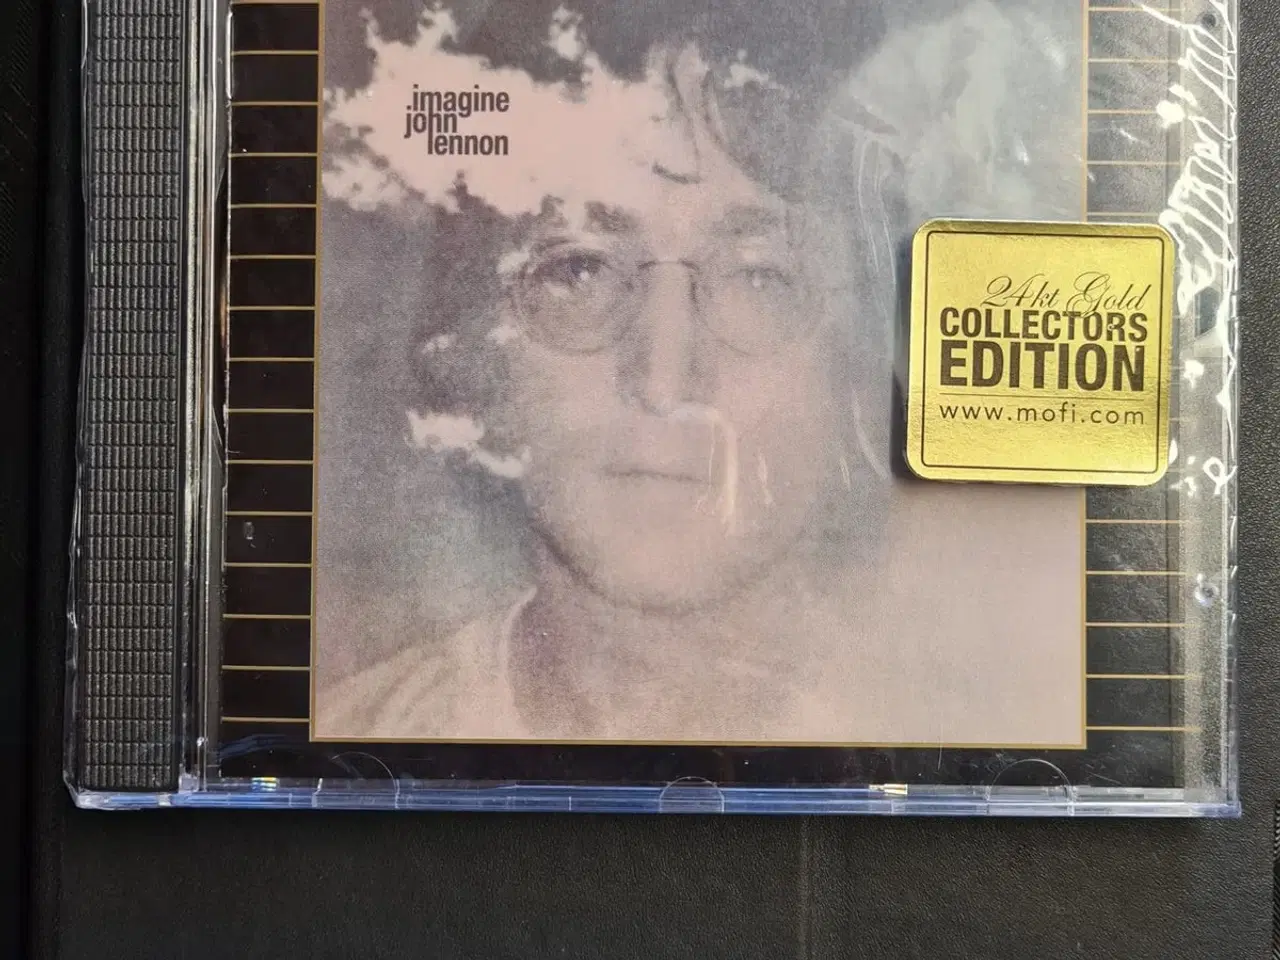 imagine
john
lennon
24kt Gold
COLLECTORS
EDITION
www.mofi.com